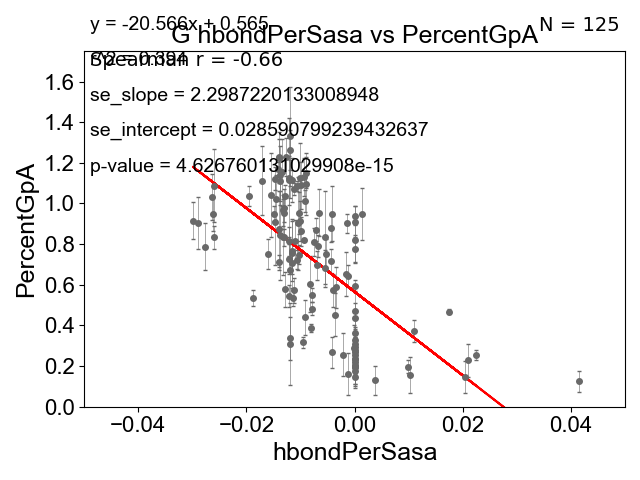 y = -20.566x + 0.565
N = 125
G hbondPerSasa vs PercentGpA
Spearman r = -0.66
se_slope = 2.2987220133008948
se_intercept = 0.028590799239432637
p-value = 4.626760131029908e-15
1.6
1.4
1.2
1.0
0.8
0.6
0.4
0.2
0.0
PercentGpA
−0.04
−0.02
0.00
0.02
0.04
hbondPerSasa